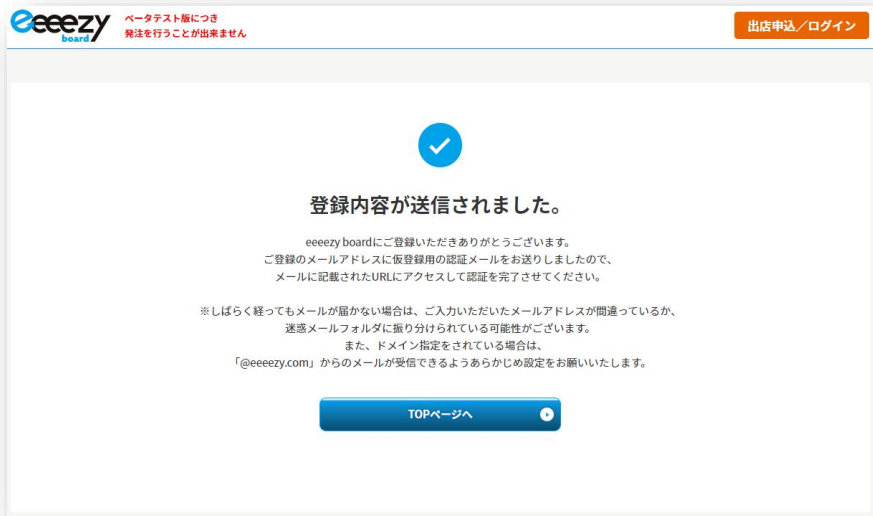 eeeezy
board
ベータテスト版につき
発注を行うことが出来ません
出店申込／ログイン
登録内容が送信されました。
eeeezy boardにご登録いただきありがとうございます。
ご登録のメールアドレスに仮登録用の認証メールをお送りしましたので、
メールに記載されたURLにアクセスして認証を完了させてください。
※しばらく経ってもメールが届かない場合は、ご入力いただいたメールアドレスが間違っているか、
迷惑メールフォルダに振り分けられている可能性がございます。
また、ドメイン指定をされている場合は、
「@eeeezy.com」からのメールが受信できるようあらかじめ設定をお願いいたします。
TOPページへ